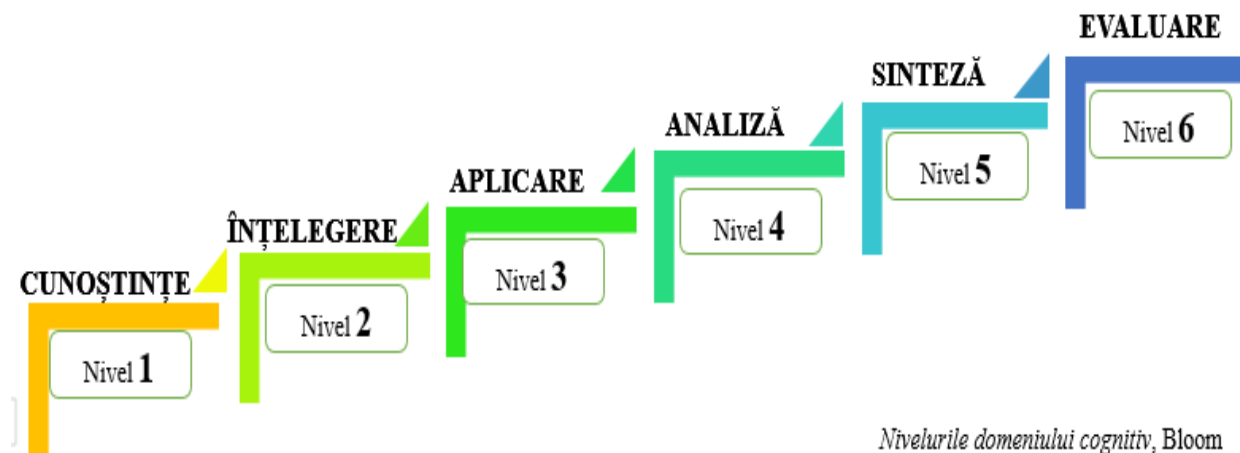 CUNOȘTINȚE
Nivel 1
ÎNȚELEGERE
Nivel 2
APLICARE
Nivel 3
ANALIZĂ
Nivel 4
SINTEZĂ
Nivel 5
EVALUARE
Nivel 6
Nivelurile domeniului cognitiv, Bloom